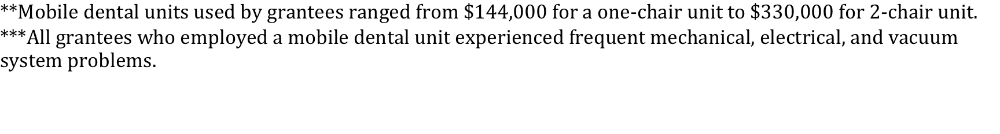 **Mobile dental units used by grantees ranged from $144,000 for a one-chair unit to $330,000 for 2-chair unit.
***All grantees who employed a mobile dental unit experienced frequent mechanical, electrical, and vacuum
system problems.